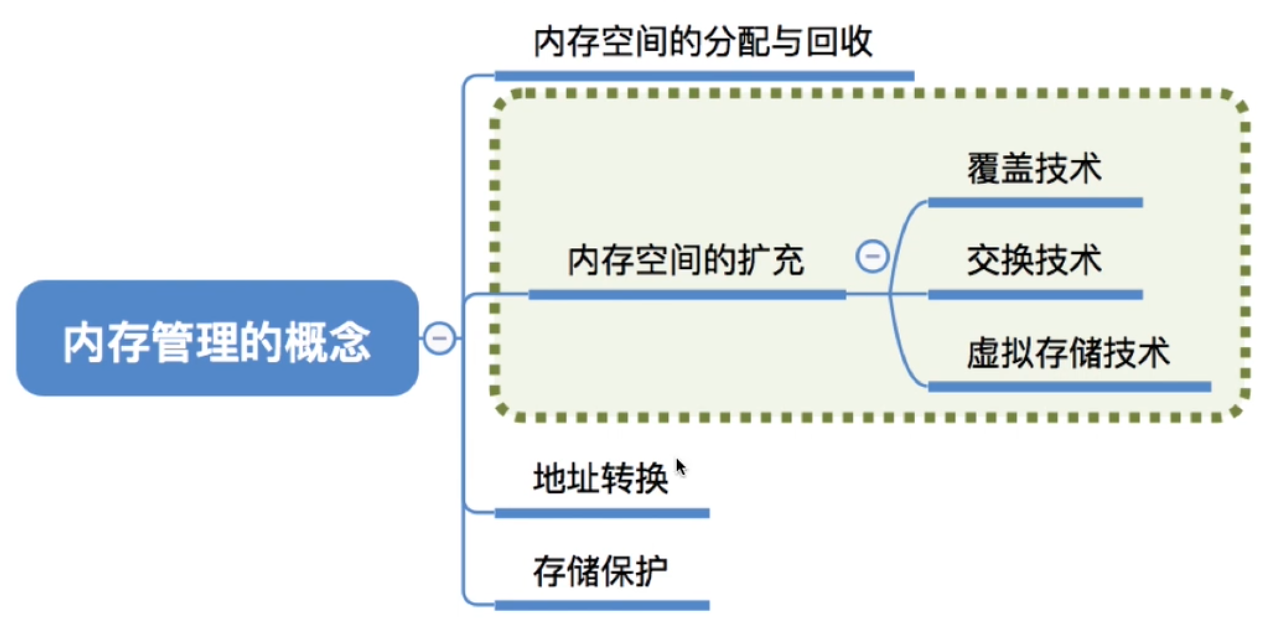 内存管理的概念
内存空间的分配与回收
内存空间的扩充
覆盖技术
交换技术
虚拟存储技术
地址转换
存储保护